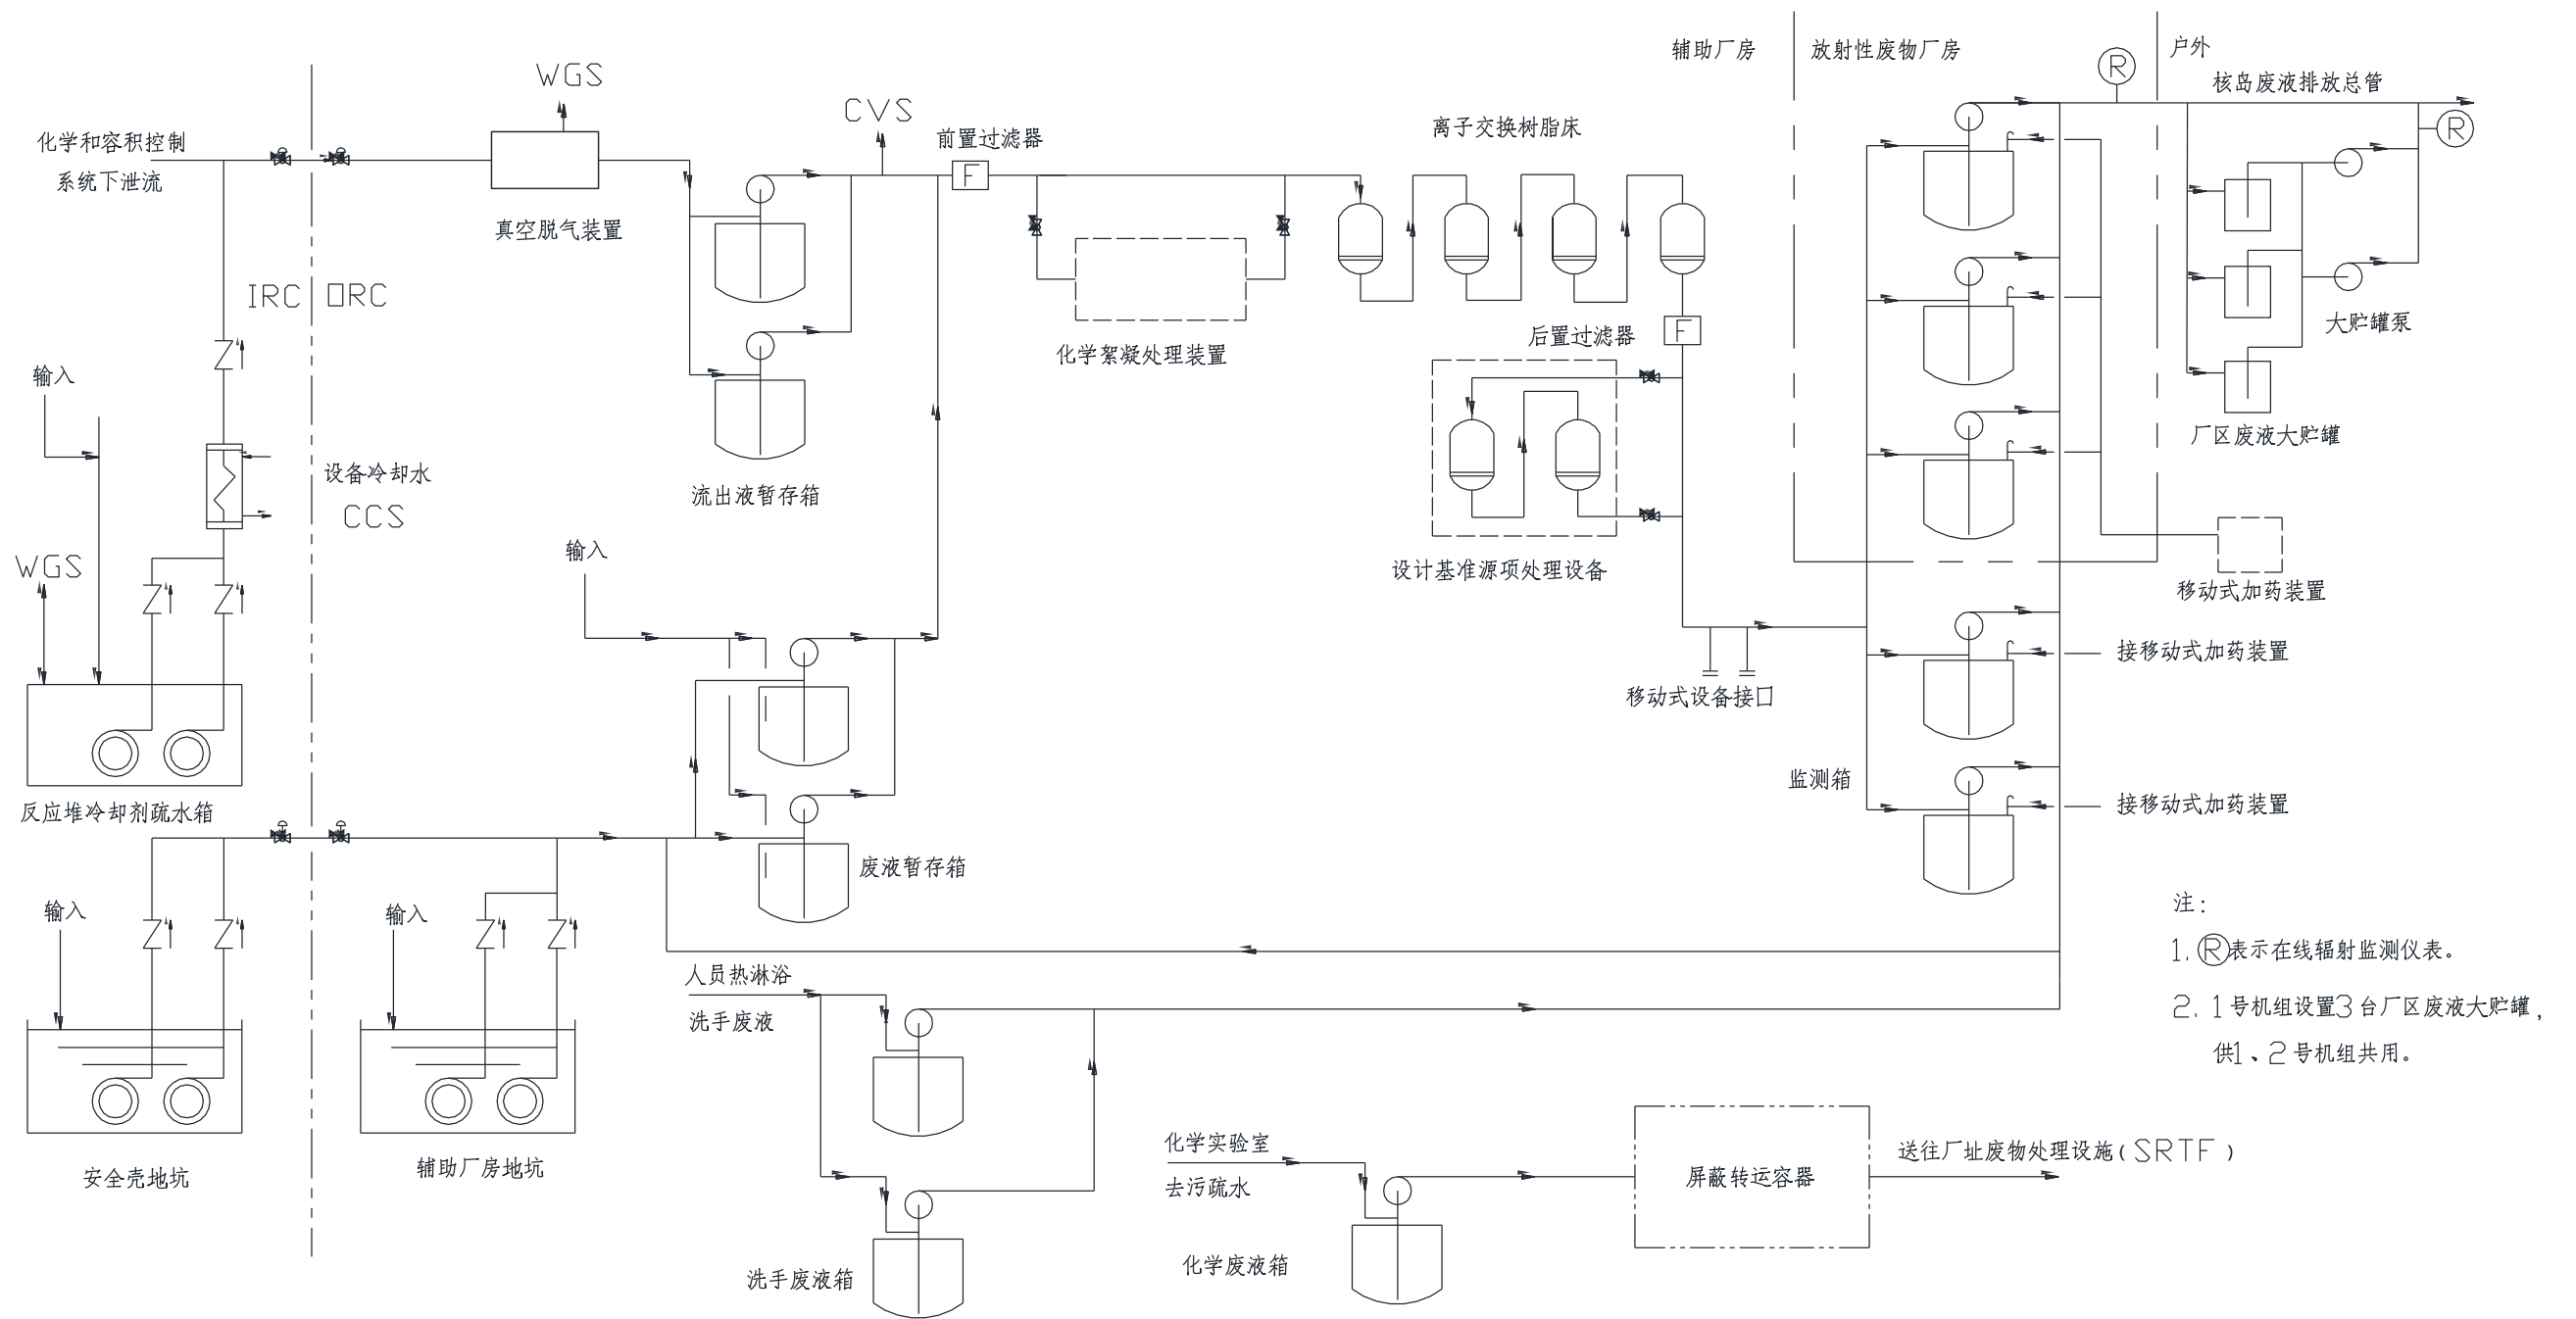 辅助厂房
放射性废物厂房
户外
R
核岛废液排放总管
R
WGS
CVS
化学和容积控制
系统下泄流
前置过滤器
F
离子交换树脂床
真空脱气装置
IRC
ORC
化学絮凝处理装置
后置过滤器
F
大贮罐泵
输入
厂区废液大贮罐
设备冷却水
CCS
流出液暂存箱
WGS
输入
设计基准源项处理设备
移动式加药装置
接移动式加药装置
移动式设备接口
监测箱
接移动式加药装置
反应堆冷却剂疏水箱
废液暂存箱
输入
输入
注:
1. R表示在线辐射监测仪表。
2. 1号机组设置3台厂区废液大贮罐,
供1、2号机组共用。
人员热淋浴
洗手废液
化学实验室
去污疏水
屏蔽转运容器
送往厂址废物处理设施(SRTF)
安全壳地坑
辅助厂房地坑
洗手废液箱
化学废液箱